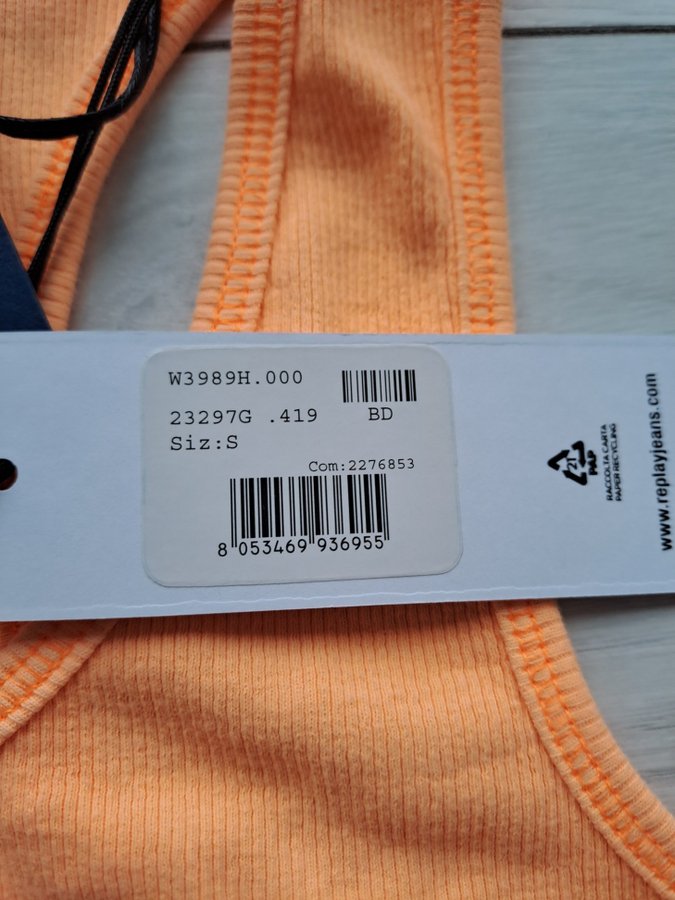 W3989H.000
23297G .419 BD
Siz:S
Com:2276853
8 053469 936955
21
PAP
RACCOLTA CARTA
PAPER RECYCLING
www.replayjeans.com